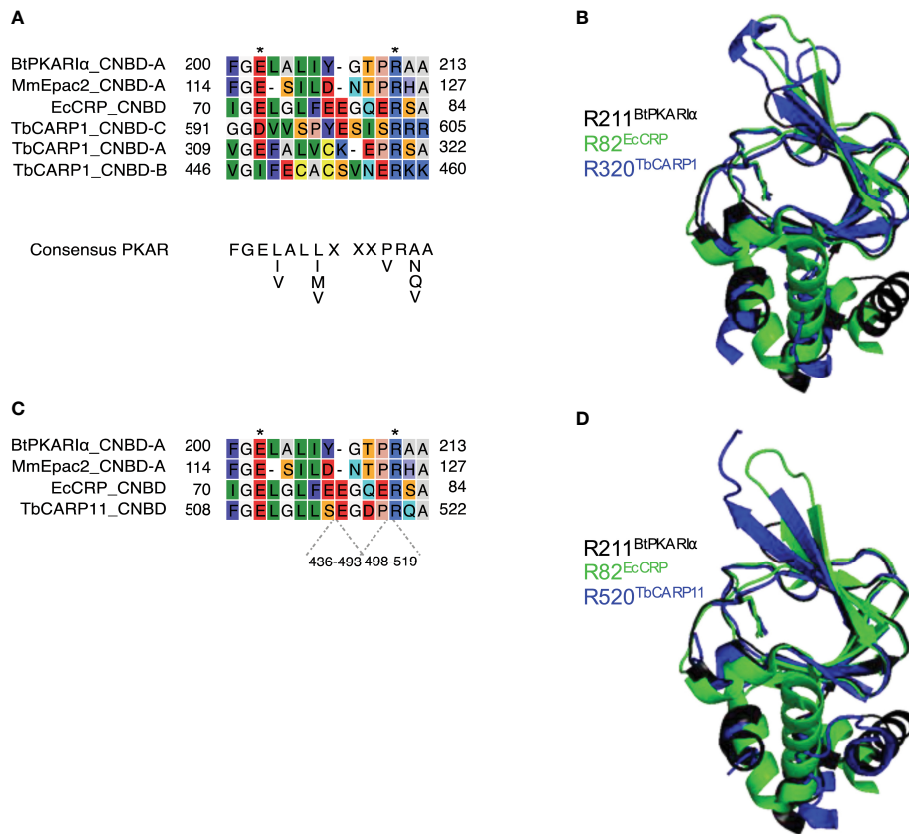 A
* *
BtPKARIα_CNBD-A 200 FGELALIY-GTPRAA 213
MmEpac2_CNBD-A 114 FGE-SILD-NTPRHA 127
EcCRP_CNBD 70 IGELGLFEEGQERSA 84
TbCARP1_CNBD-C 591 GGDVVSPYESISRRR 605
TbCARP1_CNBD-A 309 VGEFALVCK-EPRSA 322
TbCARP1_CNBD-B 446 VGIFECACSVNERKK 460
Consensus PKAR FGELALLX XXPRAA
I I V N
V M Q
V V
B
R211BtPKARIα
R82EcCRP
R320TbCARP1
C
* *
BtPKARIα_CNBD-A 200 FGELALIY-GTPRAA 213
MmEpac2_CNBD-A 114 FGE-SILD-NTPRHA 127
EcCRP_CNBD 70 IGELGLFEEGQERSA 84
TbCARP11_CNBD 508 FGELGLLSEGDPRQA 522
436-493 498 510
D
R211BtPKARIα
R82EcCRP
R520TbCARP11